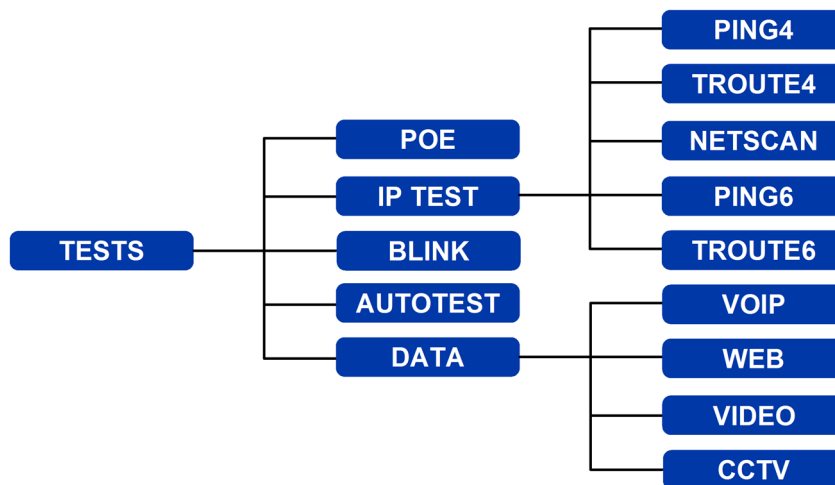 TESTS
POE
IP TEST
BLINK
AUTOTEST
DATA
PING4
TROUTE4
NETSCAN
PING6
TROUTE6
VOIP
WEB
VIDEO
CCTV